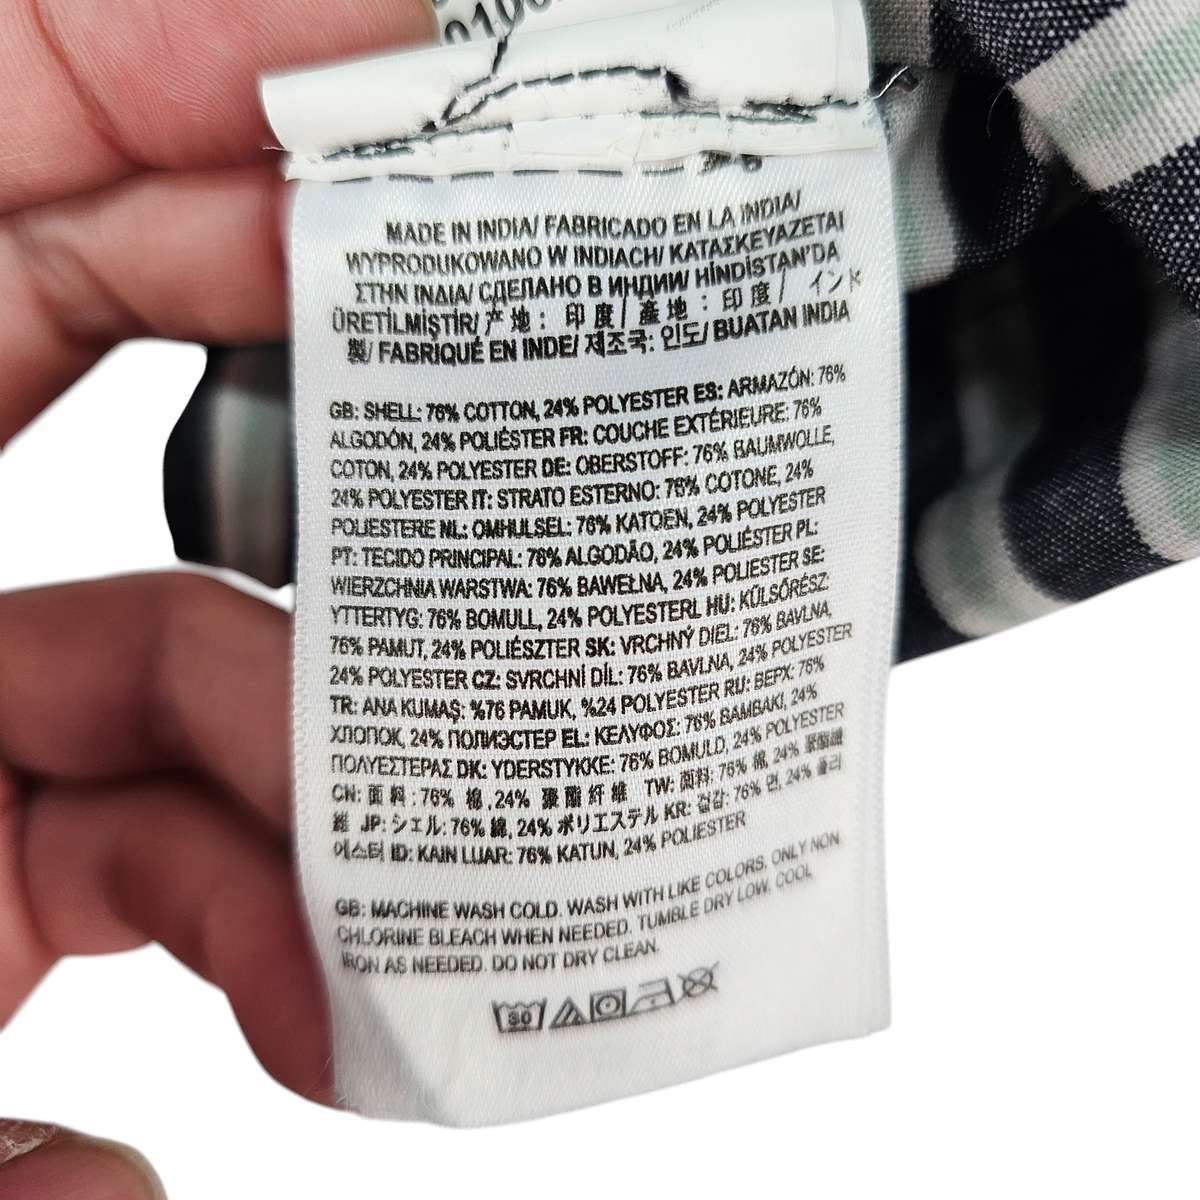 MADE IN INDIA/ FABRICADO EN LA INDIA/
WYPRODUKOWANO W INDIACH/ ΚΑΤΑΣΚΕΥΑΖΕΤΑΙ
ΣΤΗΝ ΙΝΔΙΑ/ СДЕЛАНО В ИНДИИ/ HİNDİSTAN'DA
ÜRETİLMİŞTİR/ 产 地 : 印 度 / 產 地 : 印 度 / インド
製/ FABRIQUÉ EN INDE/ 제조국: 인도/ BUATAN INDIA
GB: SHELL: 76% COTTON, 24% POLYESTER ES: ARMAZÓN: 76%
ALGODÓN, 24% POLIÉSTER FR: COUCHE EXTÉRIEURE: 76%
COTON, 24% POLYESTER DE: OBERSTOFF: 76% BAUMWOLLE,
24% POLYESTER IT: STRATO ESTERNO: 76% COTONE, 24%
POLIESTERE NL: OMHULSEL: 76% KATOEN, 24% POLYESTER
PT: TECIDO PRINCIPAL: 76% ALGODÃO, 24% POLIÉSTER PL:
WIERZCHNIA WARSTWA: 76% BAWEŁNA, 24% POLIESTER SE:
YTTERTYG: 76% BOMULL, 24% POLYESTERL HU: KÜLSŐRÉSZ:
76% PAMUT, 24% POLIÉSZTER SK: VRCHNÝ DIEL: 76% BAVLNA,
24% POLYESTER CZ: SVRCHNÍ DÍL: 76% BAVLNA, 24% POLYESTER
TR: ANA KUMAŞ: %76 PAMUK, %24 POLYESTER RU: ВЕРХ: 76%
ХЛОПОК, 24% ПОЛИЭСТЕР EL: ΚΕΛΥΦΟΣ: 76% ΒΑΜΒΑΚΙ, 24%
ΠΟΛΥΕΣΤΕΡΑΣ DK: YDERSTYKKE: 76% BOMULD, 24% POLYESTER
CN: 面 料 : 76% 棉 ,24% 聚 酯 纤 维 TW: 面料: 76% 棉, 24% 聚酯纖
維 JP: シェル: 76% 綿, 24% ポリエステル KR: 겉감: 76% 면, 24% 폴리
에스터 ID: KAIN LUAR: 76% KATUN, 24% POLIESTER
GB: MACHINE WASH COLD. WASH WITH LIKE COLORS. ONLY NON
CHLORINE BLEACH WHEN NEEDED. TUMBLE DRY LOW. COOL
IRON AS NEEDED. DO NOT DRY CLEAN.
30